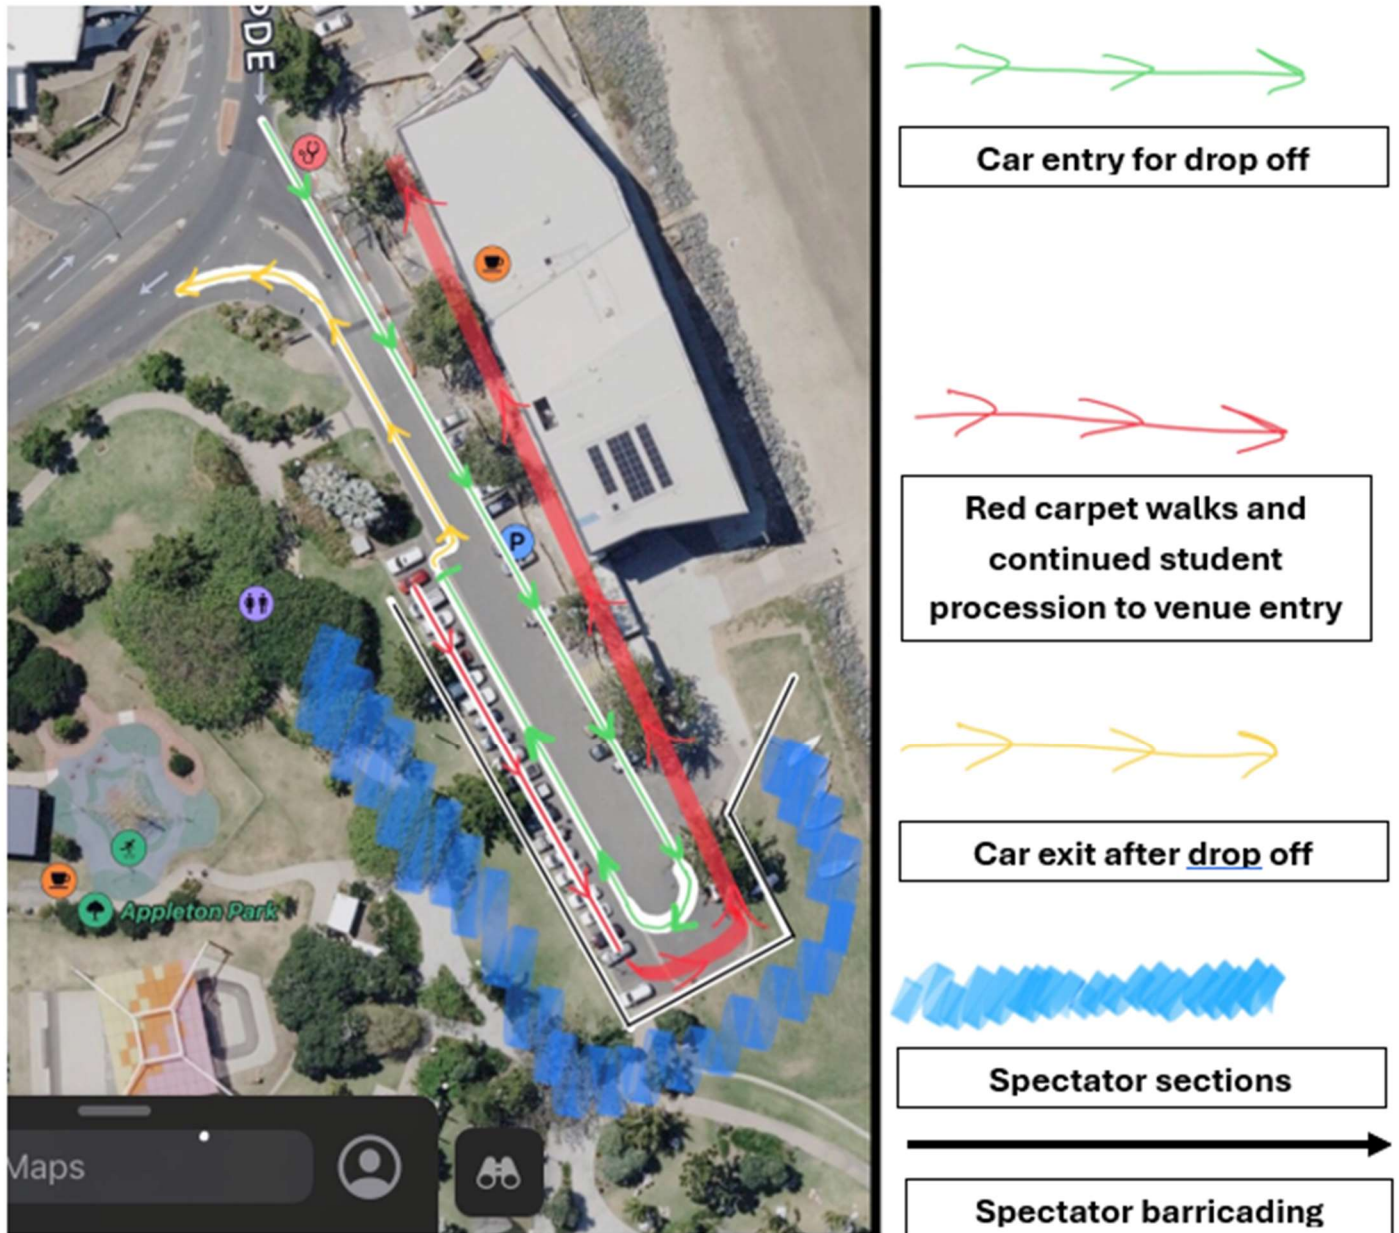 ODE
Car entry for drop off
Red carpet walks and
continued student
procession to venue entry
P
Car exit after drop off
Appleton Park
Spectator sections
Maps
Spectator barricading